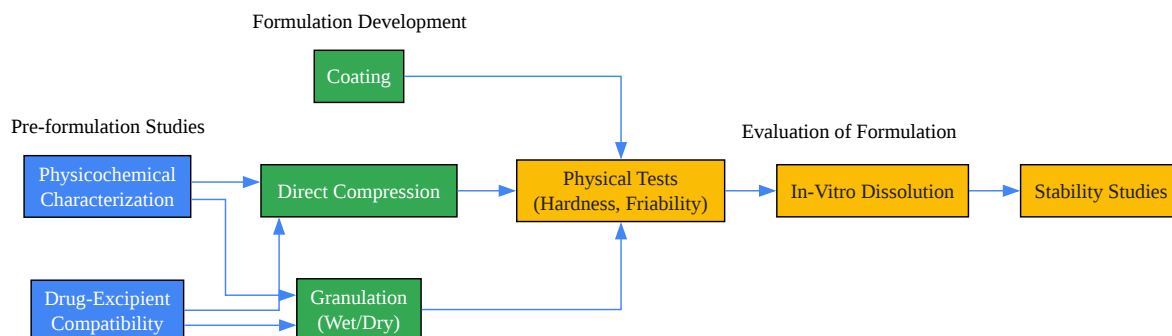 Formulation Development
Coating
Pre-formulation Studies
Evaluation of Formulation
Physicochemical
Characterization
Direct Compression
Physical Tests
(Hardness, Friability)
In-Vitro Dissolution
Stability Studies
Drug-Excipient
Compatibility
Granulation
(Wet/Dry)